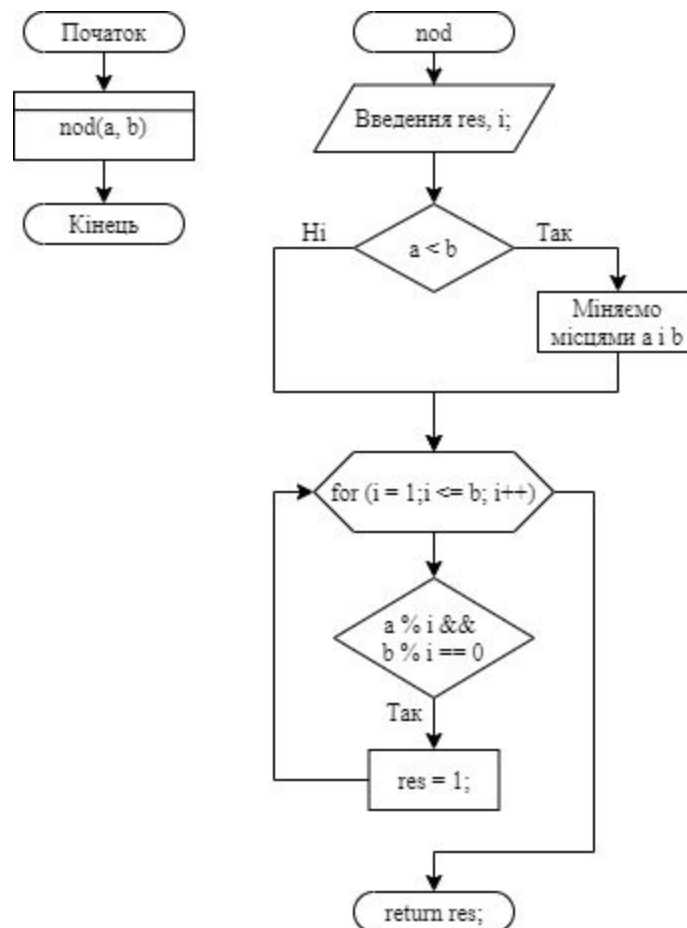 Початок
nod(a, b)
Кінець
nod
Введення res, i;
a < b
Ні
Так
Міняємо
місцями a i b
for (i = 1;i <= b; i++)
a % i &&
b % i == 0
Так
res = 1;
return res;